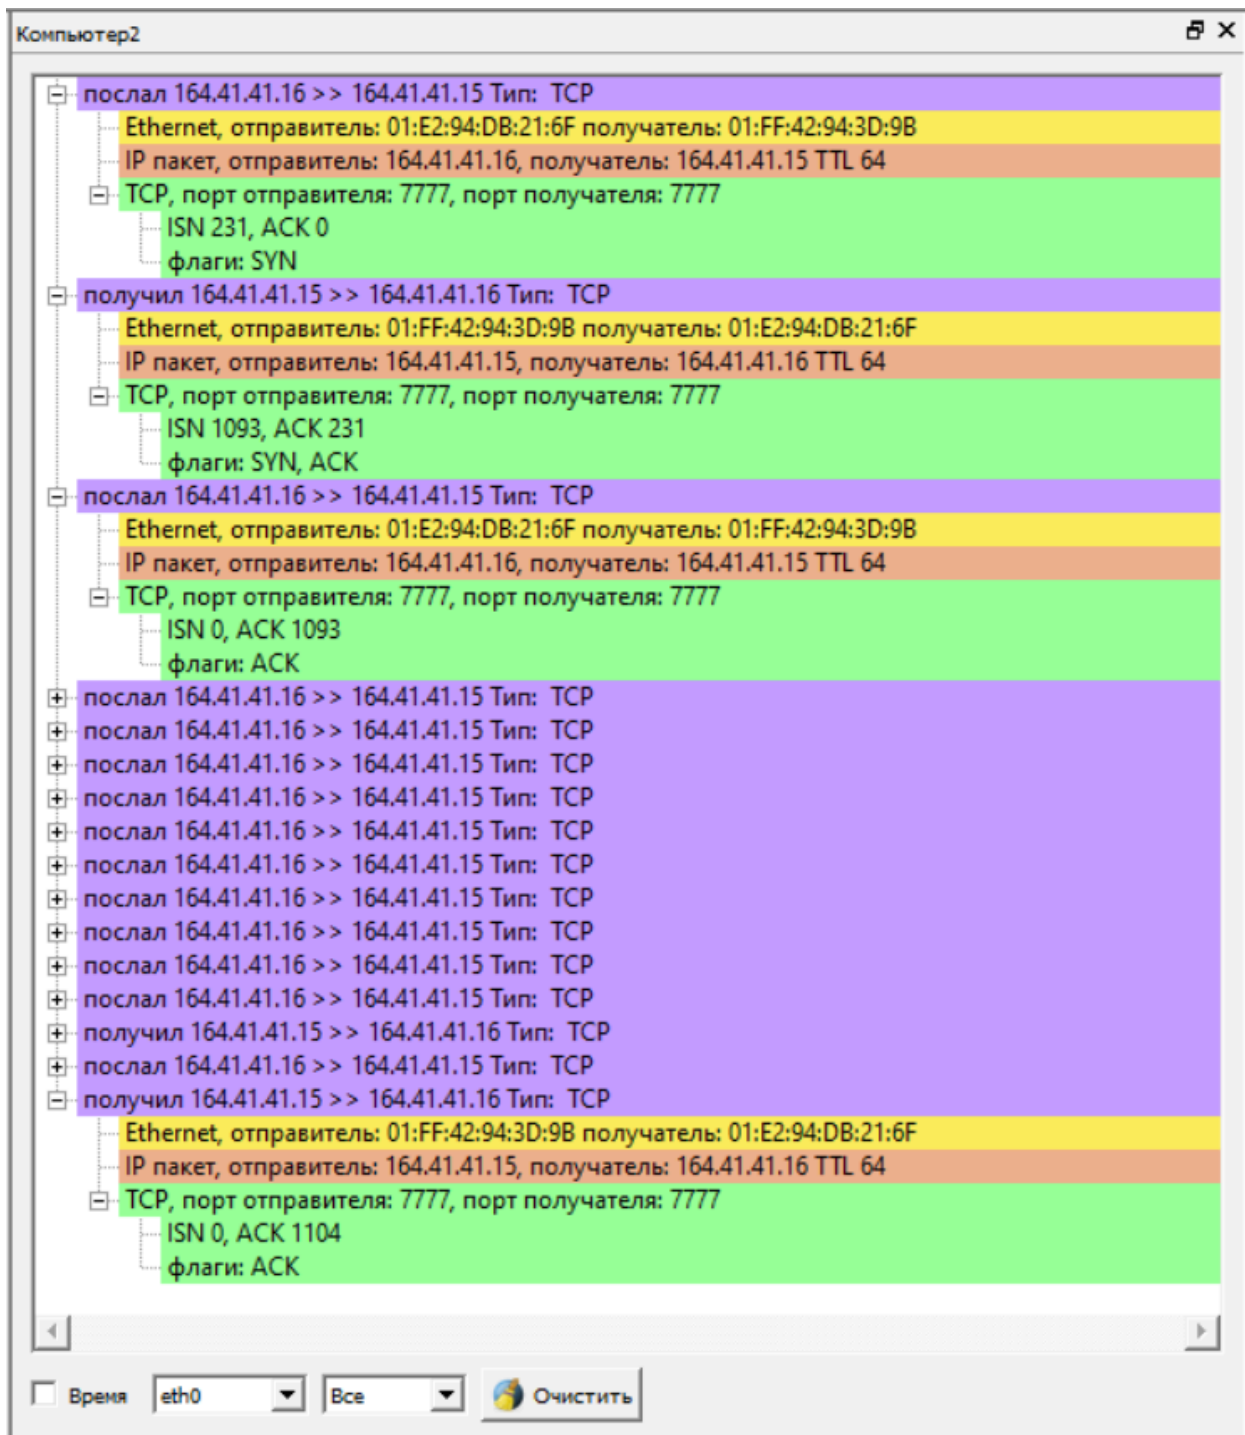 Компьютер2
послал 164.41.41.16 >> 164.41.41.15 Тип: TCP
Ethernet, отправитель: 01:E2:94:DB:21:6F получатель: 01:FF:42:94:3D:9B
IP пакет, отправитель: 164.41.41.16, получатель: 164.41.41.15 TTL 64
TCP, порт отправителя: 7777, порт получателя: 7777
ISN 231, ACK 0
флаги: SYN
получил 164.41.41.15 >> 164.41.41.16 Тип: TCP
Ethernet, отправитель: 01:FF:42:94:3D:9B получатель: 01:E2:94:DB:21:6F
IP пакет, отправитель: 164.41.41.15, получатель: 164.41.41.16 TTL 64
TCP, порт отправителя: 7777, порт получателя: 7777
ISN 1093, ACK 231
флаги: SYN, ACK
послал 164.41.41.16 >> 164.41.41.15 Тип: TCP
Ethernet, отправитель: 01:E2:94:DB:21:6F получатель: 01:FF:42:94:3D:9B
IP пакет, отправитель: 164.41.41.16, получатель: 164.41.41.15 TTL 64
TCP, порт отправителя: 7777, порт получателя: 7777
ISN 0, ACK 1093
флаги: ACK
послал 164.41.41.16 >> 164.41.41.15 Тип: TCP
послал 164.41.41.16 >> 164.41.41.15 Тип: TCP
послал 164.41.41.16 >> 164.41.41.15 Тип: TCP
послал 164.41.41.16 >> 164.41.41.15 Тип: TCP
послал 164.41.41.16 >> 164.41.41.15 Тип: TCP
послал 164.41.41.16 >> 164.41.41.15 Тип: TCP
послал 164.41.41.16 >> 164.41.41.15 Тип: TCP
послал 164.41.41.16 >> 164.41.41.15 Тип: TCP
послал 164.41.41.16 >> 164.41.41.15 Тип: TCP
послал 164.41.41.16 >> 164.41.41.15 Тип: TCP
получил 164.41.41.15 >> 164.41.41.16 Тип: TCP
послал 164.41.41.16 >> 164.41.41.15 Тип: TCP
получил 164.41.41.15 >> 164.41.41.16 Тип: TCP
Ethernet, отправитель: 01:FF:42:94:3D:9B получатель: 01:E2:94:DB:21:6F
IP пакет, отправитель: 164.41.41.15, получатель: 164.41.41.16 TTL 64
TCP, порт отправителя: 7777, порт получателя: 7777
ISN 0, ACK 1104
флаги: ACK
Время eth0 Все Очистить